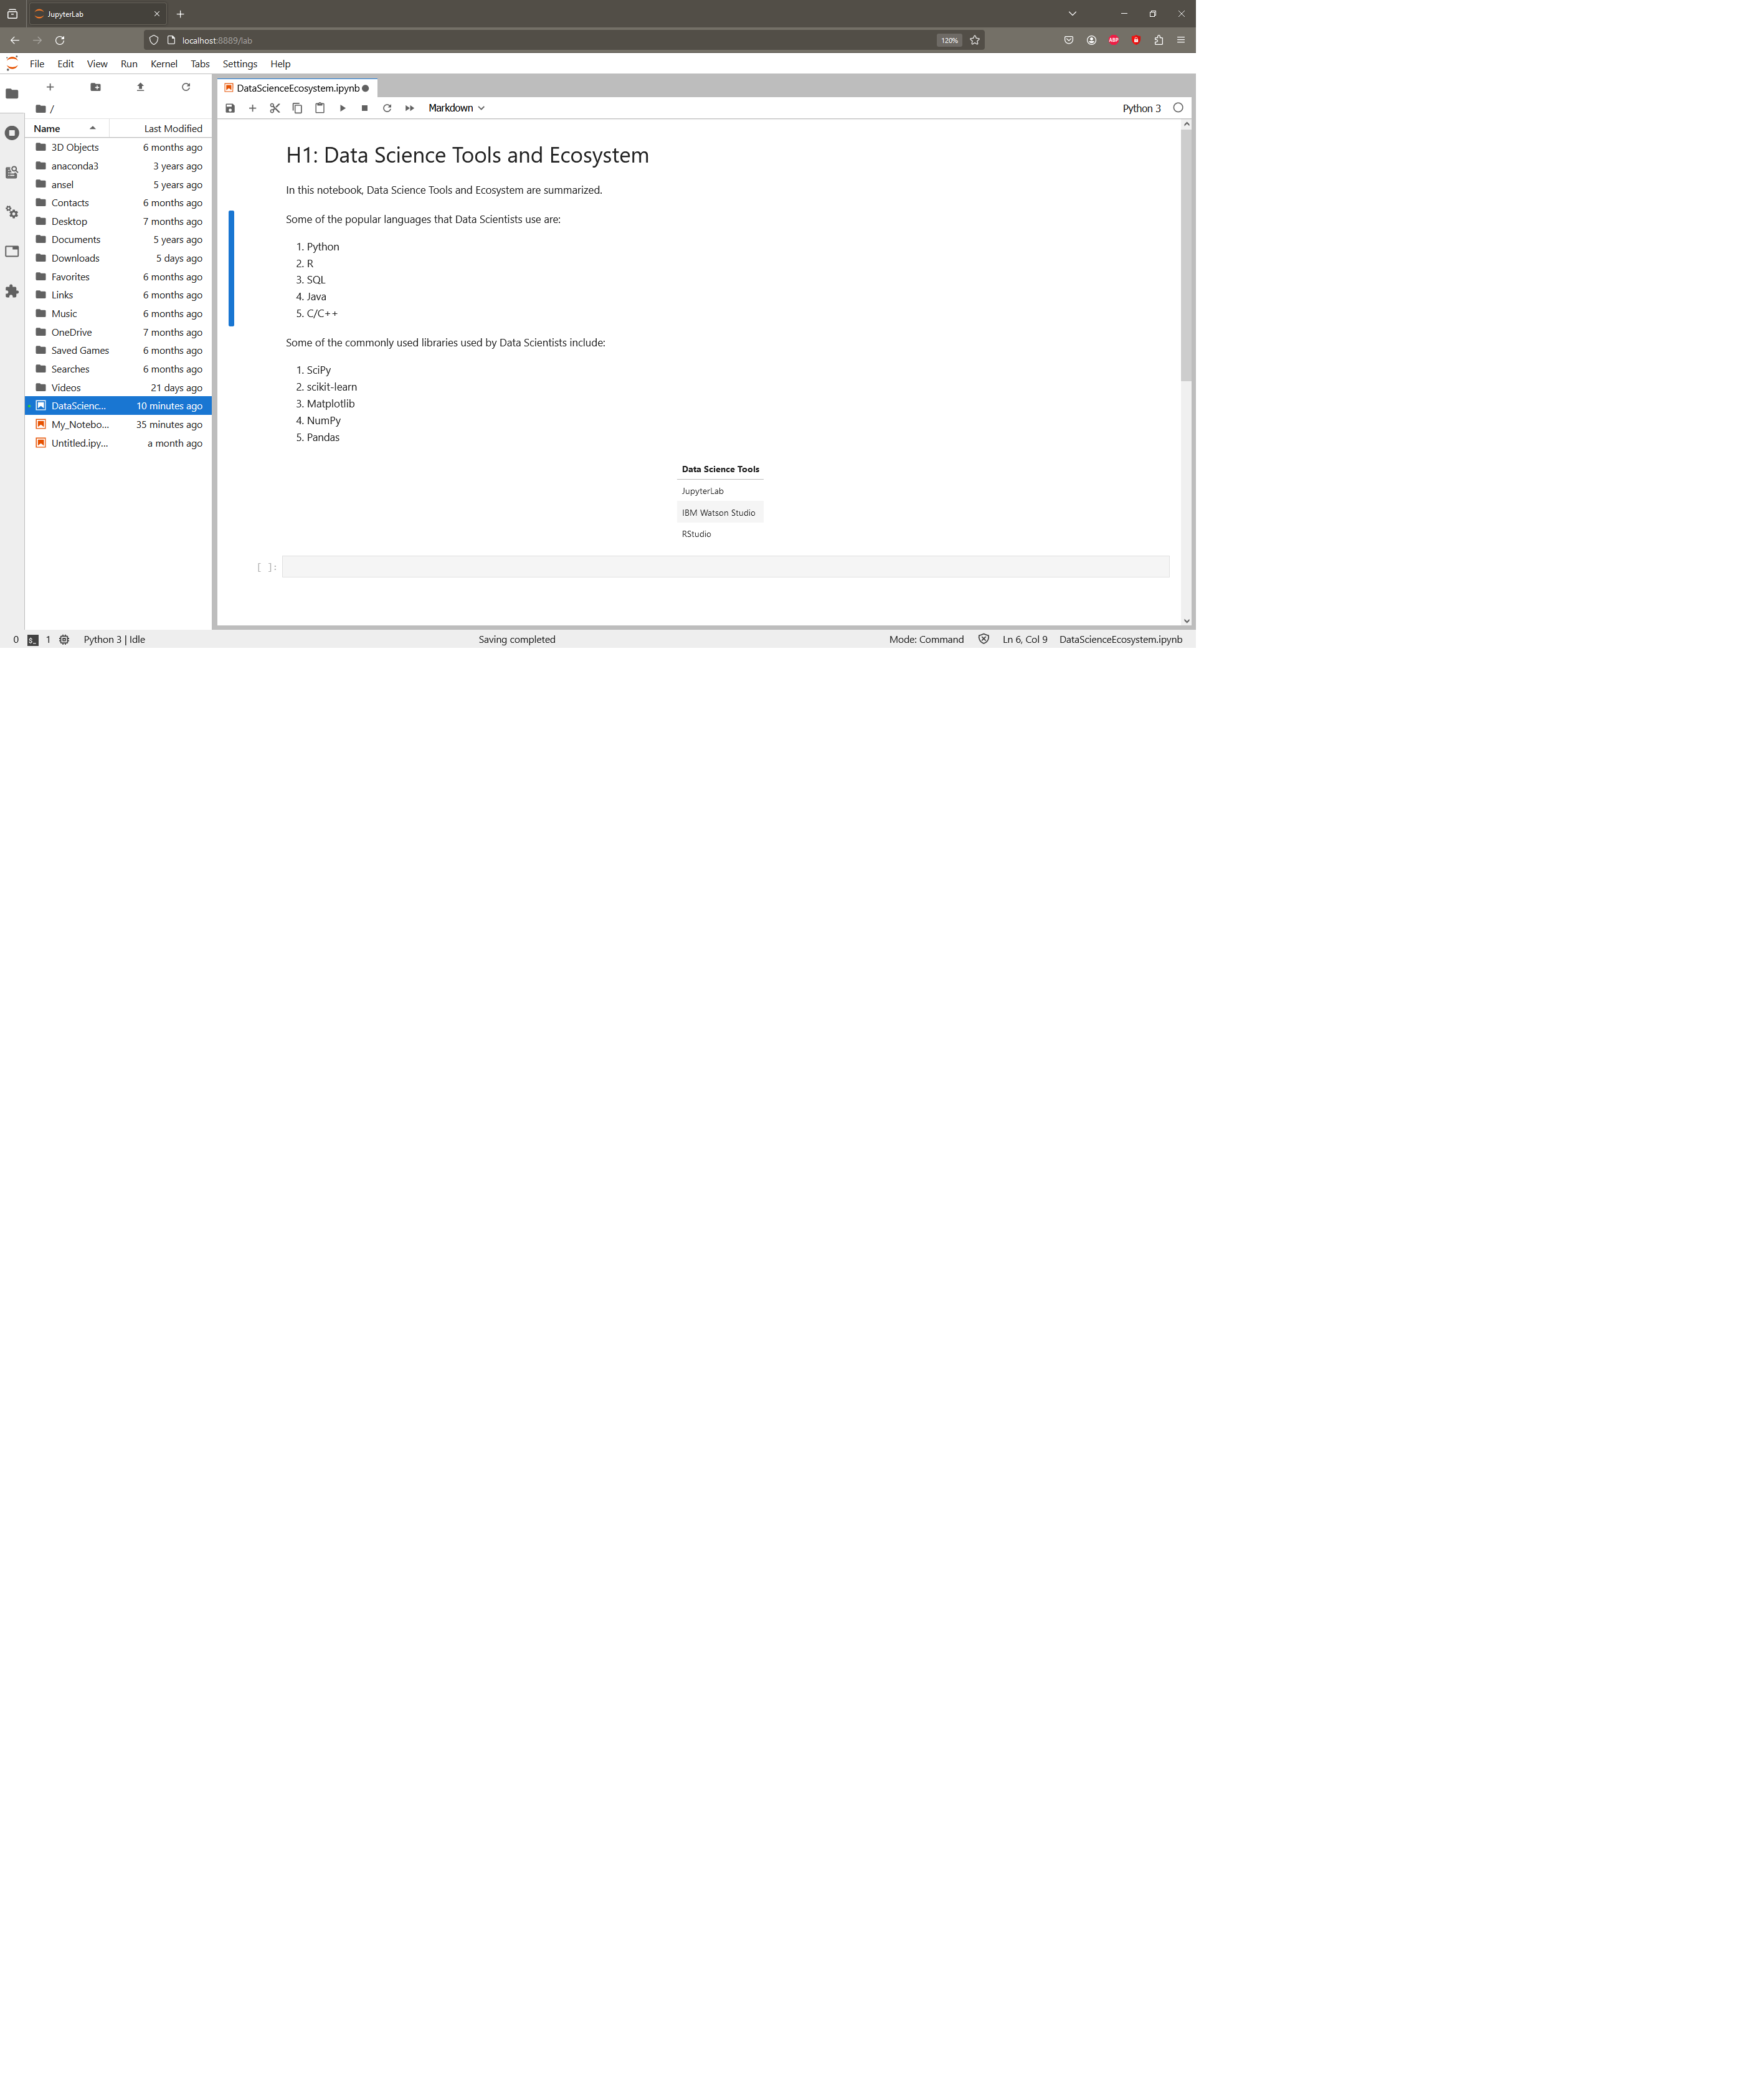 JupyterLab
localhost:8889/lab
120%
ABP
File Edit View Run Kernel Tabs Settings Help
DataScienceEcosystem.ipynb
/
Markdown
Python 3
Name Last Modified
3D Objects 6 months ago
anaconda3 3 years ago
ansel 5 years ago
Contacts 6 months ago
Desktop 7 months ago
Documents 5 years ago
Downloads 5 days ago
Favorites 6 months ago
Links 6 months ago
Music 6 months ago
OneDrive 7 months ago
Saved Games 6 months ago
Searches 6 months ago
Videos 21 days ago
DataScienc... 10 minutes ago
My_Notebo... 35 minutes ago
Untitled.ipy... a month ago
H1: Data Science Tools and Ecosystem
In this notebook, Data Science Tools and Ecosystem are summarized.
Some of the popular languages that Data Scientists use are:
1. Python
2. R
3. SQL
4. Java
5. C/C++
Some of the commonly used libraries used by Data Scientists include:
1. SciPy
2. scikit-learn
3. Matplotlib
4. NumPy
5. Pandas
Data Science Tools
JupyterLab
IBM Watson Studio
RStudio
[ ]:
0 $_ 1 Python 3 | Idle Saving completed Mode: Command Ln 6, Col 9 DataScienceEcosystem.ipynb